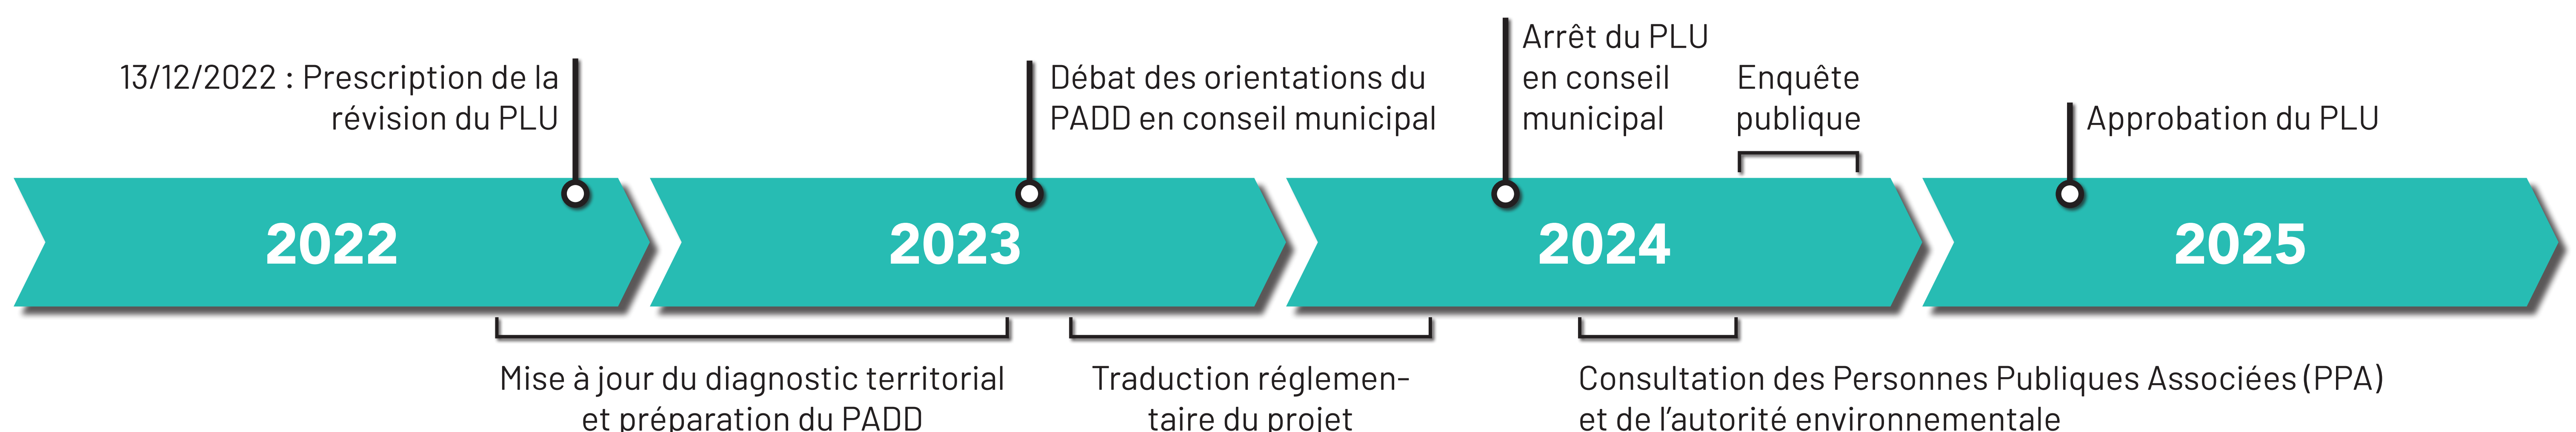 13/12/2022 : Prescription de la
révision du PLU
Débat des orientations du
PADD en conseil municipal
Arrêt du PLU
en conseil
municipal
Enquête
publique
Approbation du PLU
2022
2023
2024
2025
Mise à jour du diagnostic territorial
et préparation du PADD
Traduction réglemen-
taire du projet
Consultation des Personnes Publiques Associées (PPA)
et de l'autorité environnementale